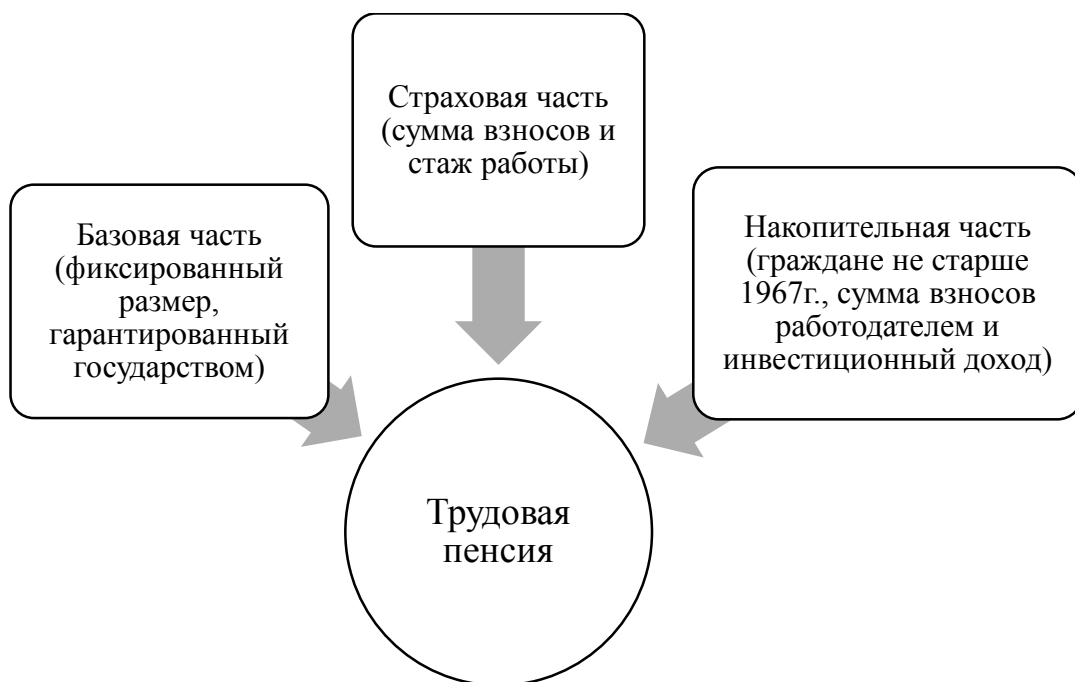 Страховая часть
(сумма взносов и
стаж работы)
Базовая часть
(фиксированный
размер,
гарантированный
государством)
Накопительная часть
(граждане не старше
1967г., сумма взносов
работодателем и
инвестиционный доход)
Трудовая
пенсия